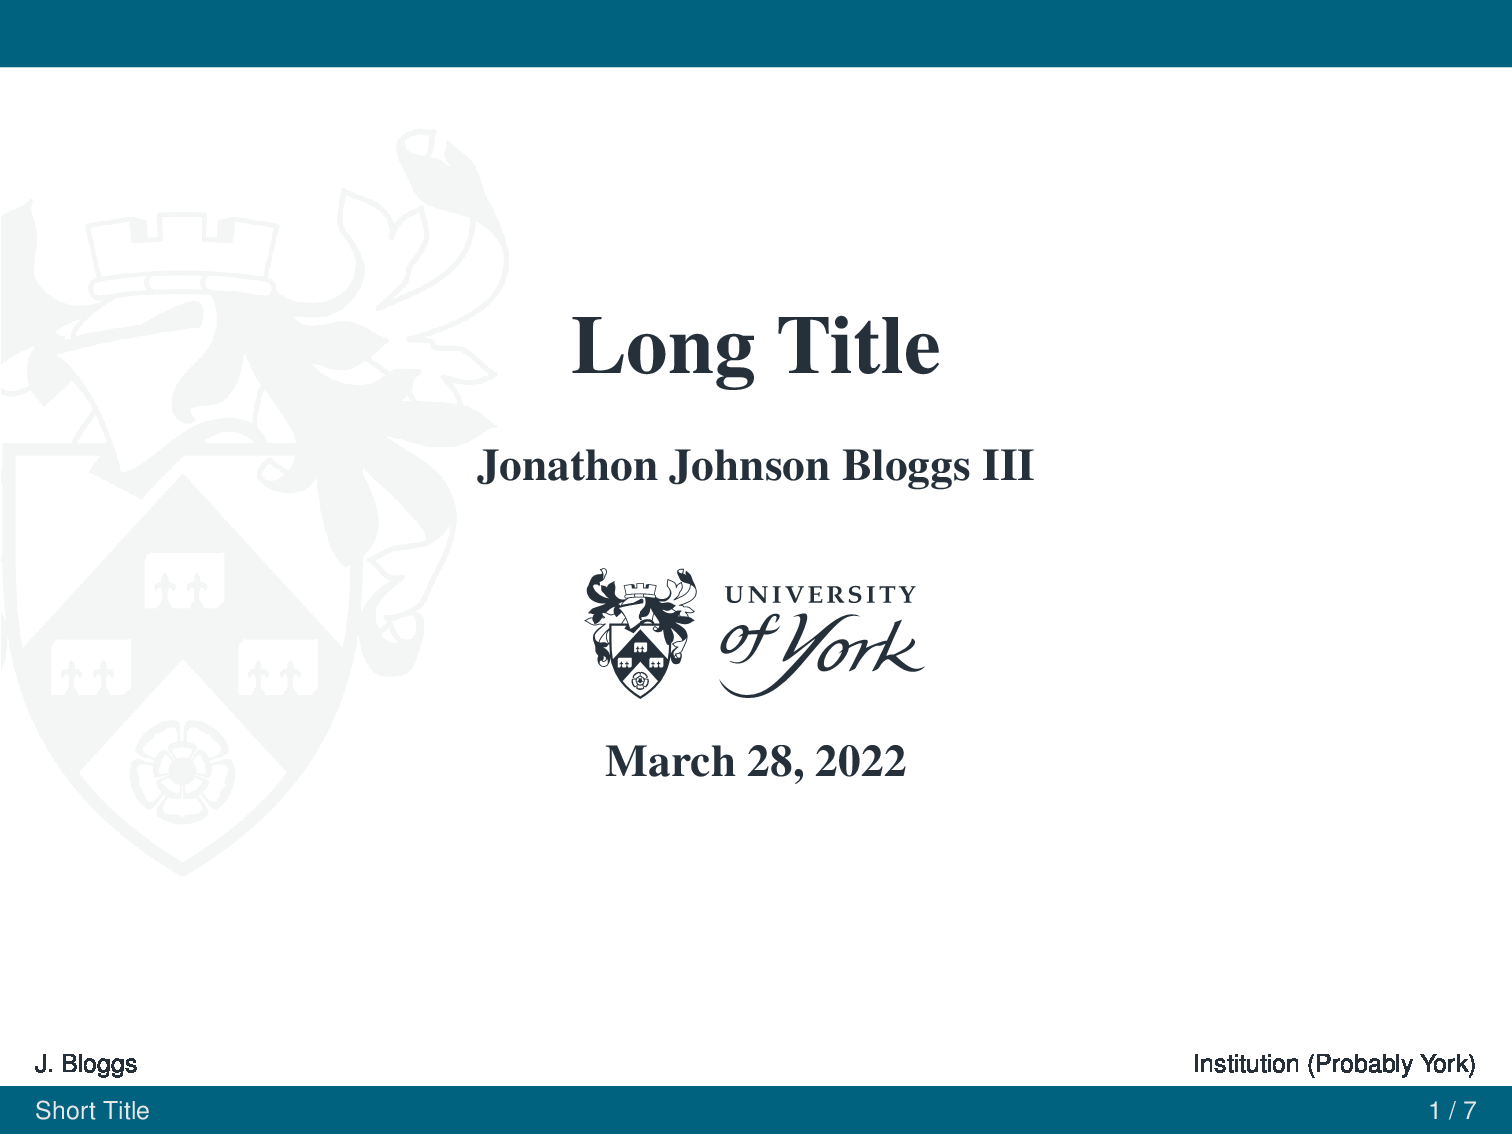 Long Title
Jonathon Johnson Bloggs III
UNIVERSITY
of York
March 28, 2022
J. Bloggs
Institution (Probably York)
Short Title
1 / 7